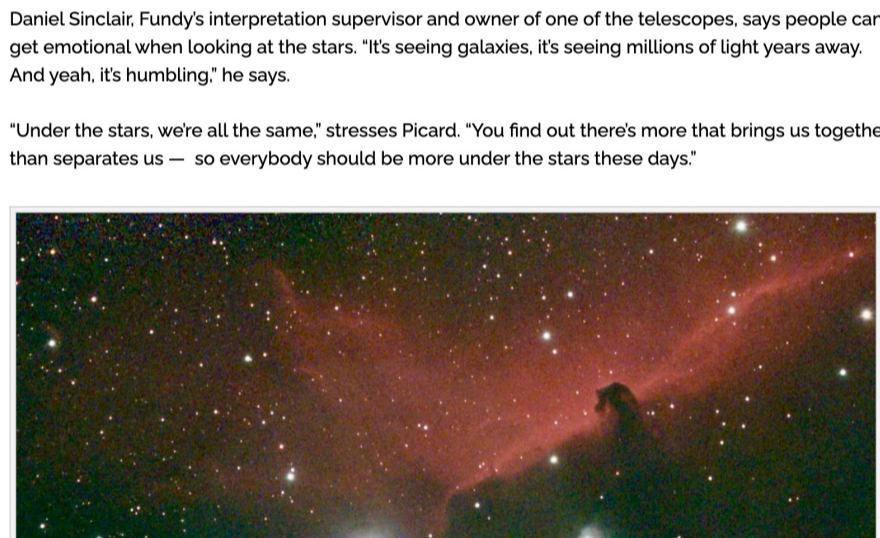 Daniel Sinclair, Fundy's interpretation supervisor and owner of one of the telescopes, says people can
get emotional when looking at the stars. “It's seeing galaxies, it's seeing millions of light years away.
And yeah, it's humbling,” he says.
“Under the stars, we're all the same,” stresses Picard. “You find out there's more that brings us togethe
than separates us — so everybody should be more under the stars these days.”